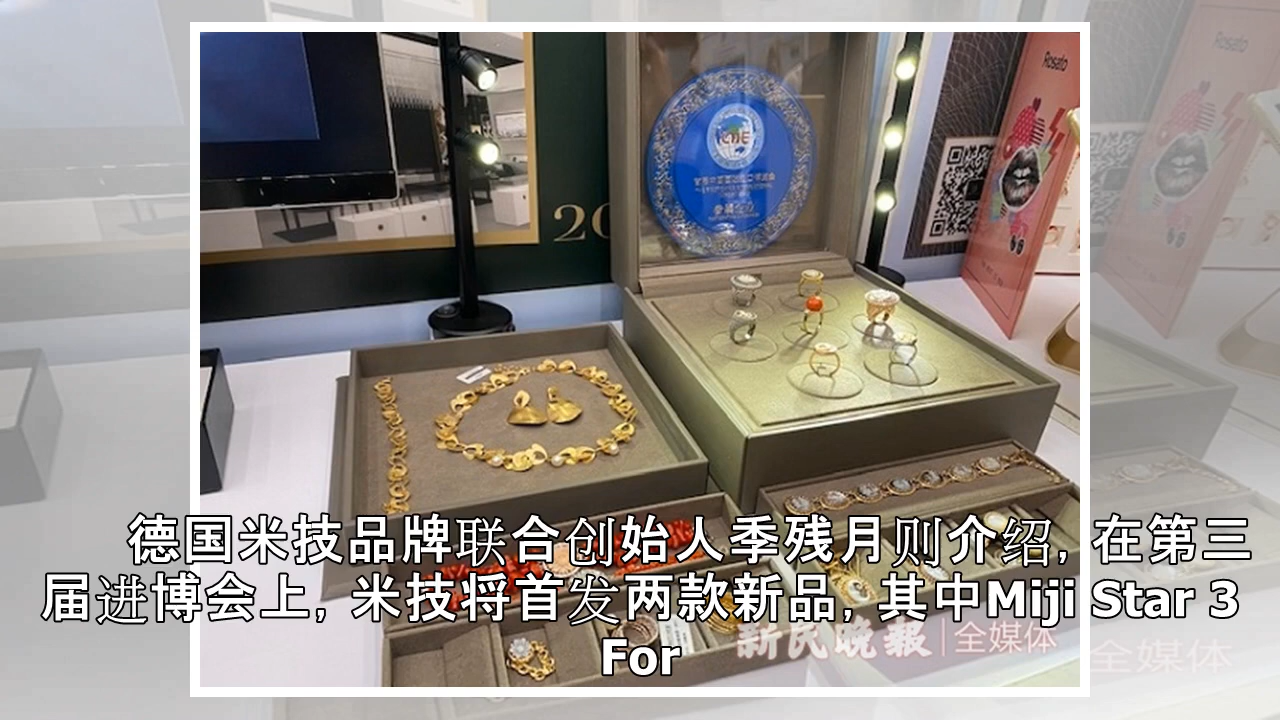 Rosato
CIIE
20
德国米技品牌联合创始人季残月则介绍, 在第三
届进博会上, 米技将首发两款新品, 其中Miji Star 3
For
新民晚报|全媒体
全媒体